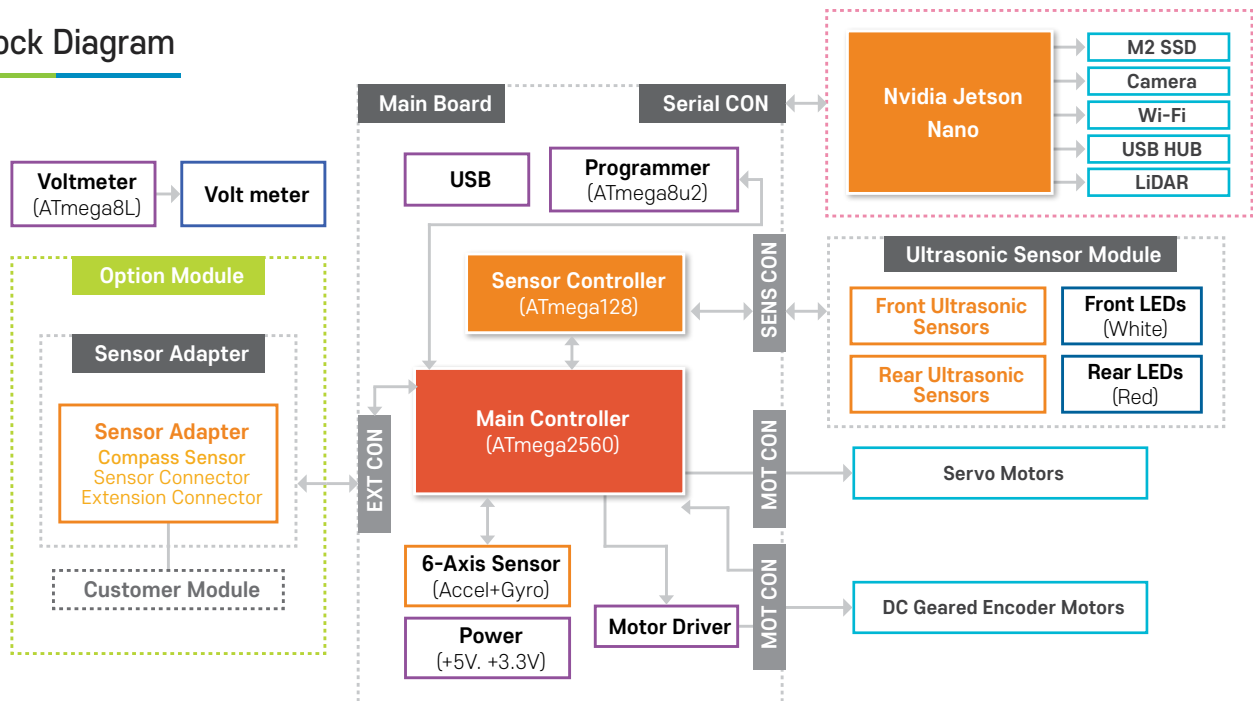 ock Diagram
Main Board
Serial CON
Nvidia Jetson
Nano
M2 SSD
Camera
Wi-Fi
USB HUB
LiDAR
Voltmeter
(ATmega8L)
Volt meter
USB
Programmer
(ATmega8u2)
Option Module
Sensor Adapter
Sensor Adapter
Compass Sensor
Sensor Connector
Extension Connector
Customer Module
Sensor Controller
(ATmega128)
SENS CON
Ultrasonic Sensor Module
Front Ultrasonic
Sensors
Front LEDs
(White)
Rear Ultrasonic
Sensors
Rear LEDs
(Red)
Main Controller
(ATmega2560)
EXT CON
MOT CON
Servo Motors
6-Axis Sensor
(Accel+Gyro)
Power
(+5V. +3.3V)
Motor Driver
MOT CON
DC Geared Encoder Motors